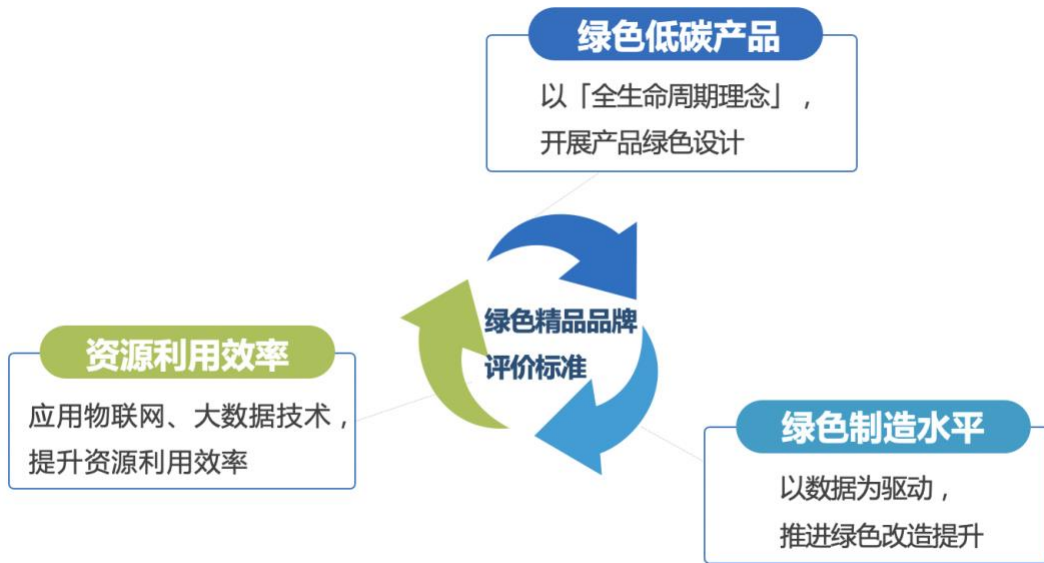 绿色低碳产品
以「全生命周期理念」，
开展产品绿色设计
绿色精品品牌
评价标准
资源利用效率
应用物联网、大数据技术，
提升资源利用效率
绿色制造水平
以数据为驱动，
推进绿色改造提升